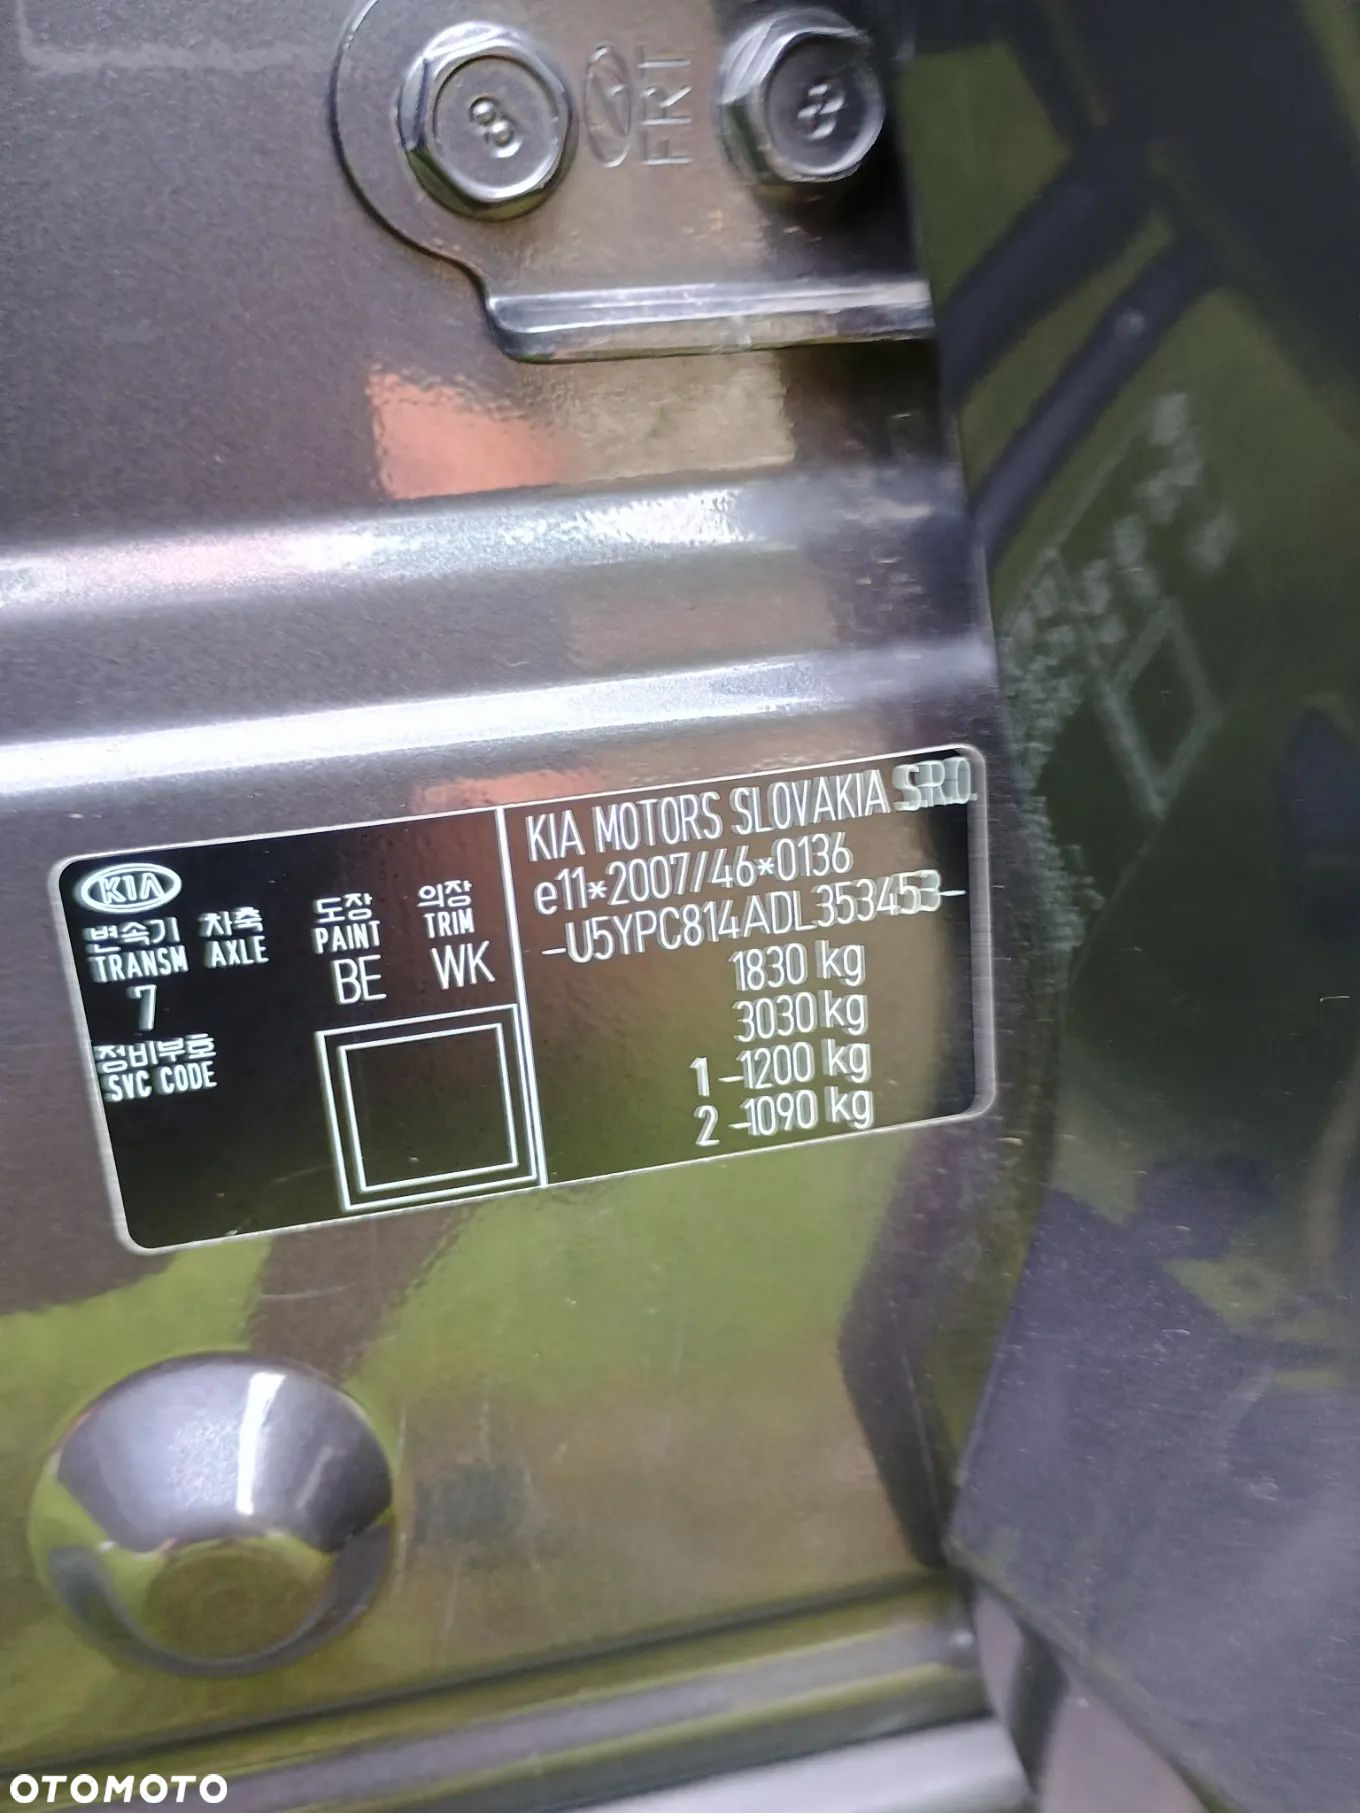 8
FRT
KIA
변속기 차축 도장 의장
TRANSM AXLE PAINT TRIM
7 BE WK
정비부호
SVC CODE
KIA MOTORS SLOVAKIA S.R.O.
e11*2007/46*0136
-U5YPC814ADL353453-
1830 kg
3030 kg
1-1200 kg
2-1090 kg
OTOMOTO